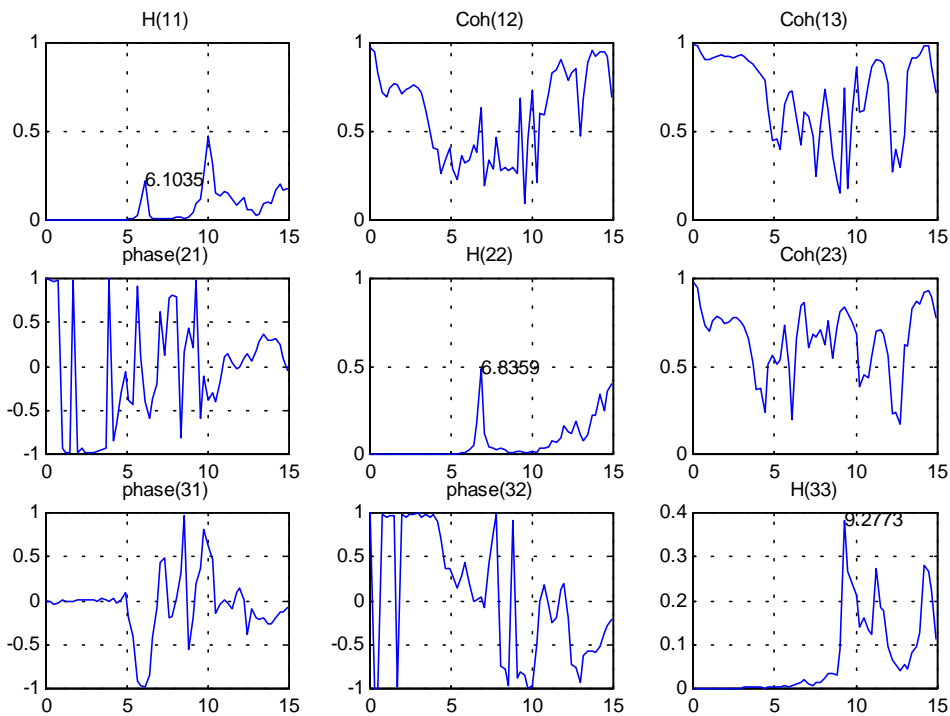 H(11) Coh(12) Coh(13)
1 1 1
0.5 6.1035 0.5 0.5
0 0 0
0 5 10 15 0 5 10 15 0 5 10 15
phase(21) H(22) Coh(23)
1 1 1
0.5
0 0.5 6.8359 0.5
-0.5
-1 0 0
0 5 10 15 0 5 10 15 0 5 10 15
phase(31) phase(32) H(33)
1 1 0.4 9.2773
0.5 0.5 0.3
0 0 0.2
-0.5 -0.5 0.1
-1 -1 0
0 5 10 15 0 5 10 15 0 5 10 15